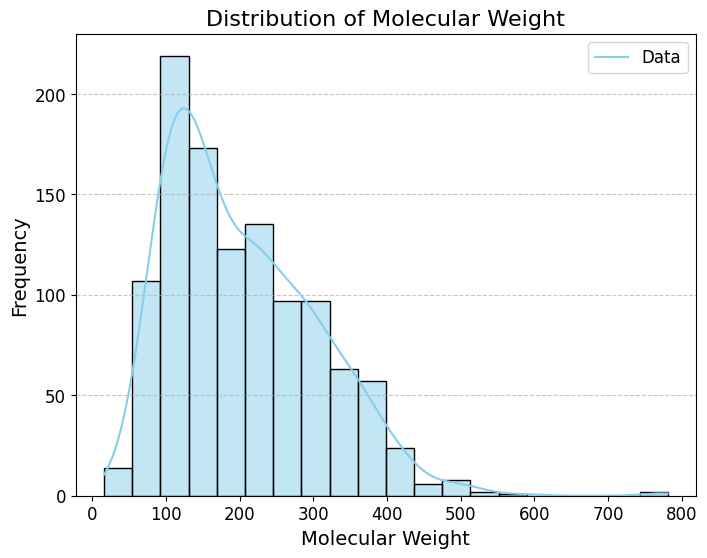 Distribution of Molecular Weight
Data
200
150
100
50
0
Frequency
0 100 200 300 400 500 600 700 800
Molecular Weight